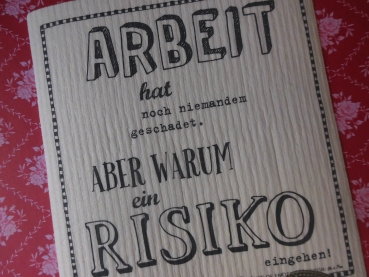 ARBEIT
hat
noch niemandem
geschadet.
ABER WARUM
ein
RISIKO
eingehen!